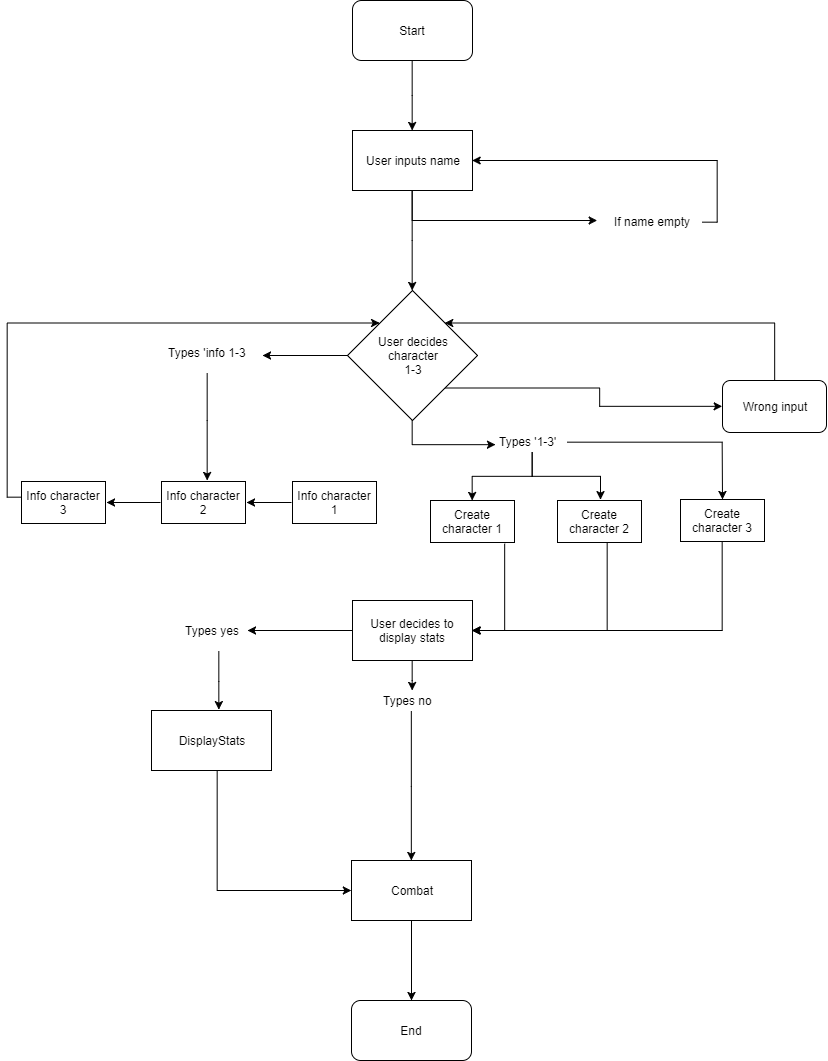 Start
User inputs name
If name empty
User decides
character
1-3
Types 'info 1-3
Wrong input
Types '1-3'
Info character
3
Info character
2
Info character
1
Create
character 1
Create
character 2
Create
character 3
User decides to
display stats
Types yes
Types no
DisplayStats
Combat
End